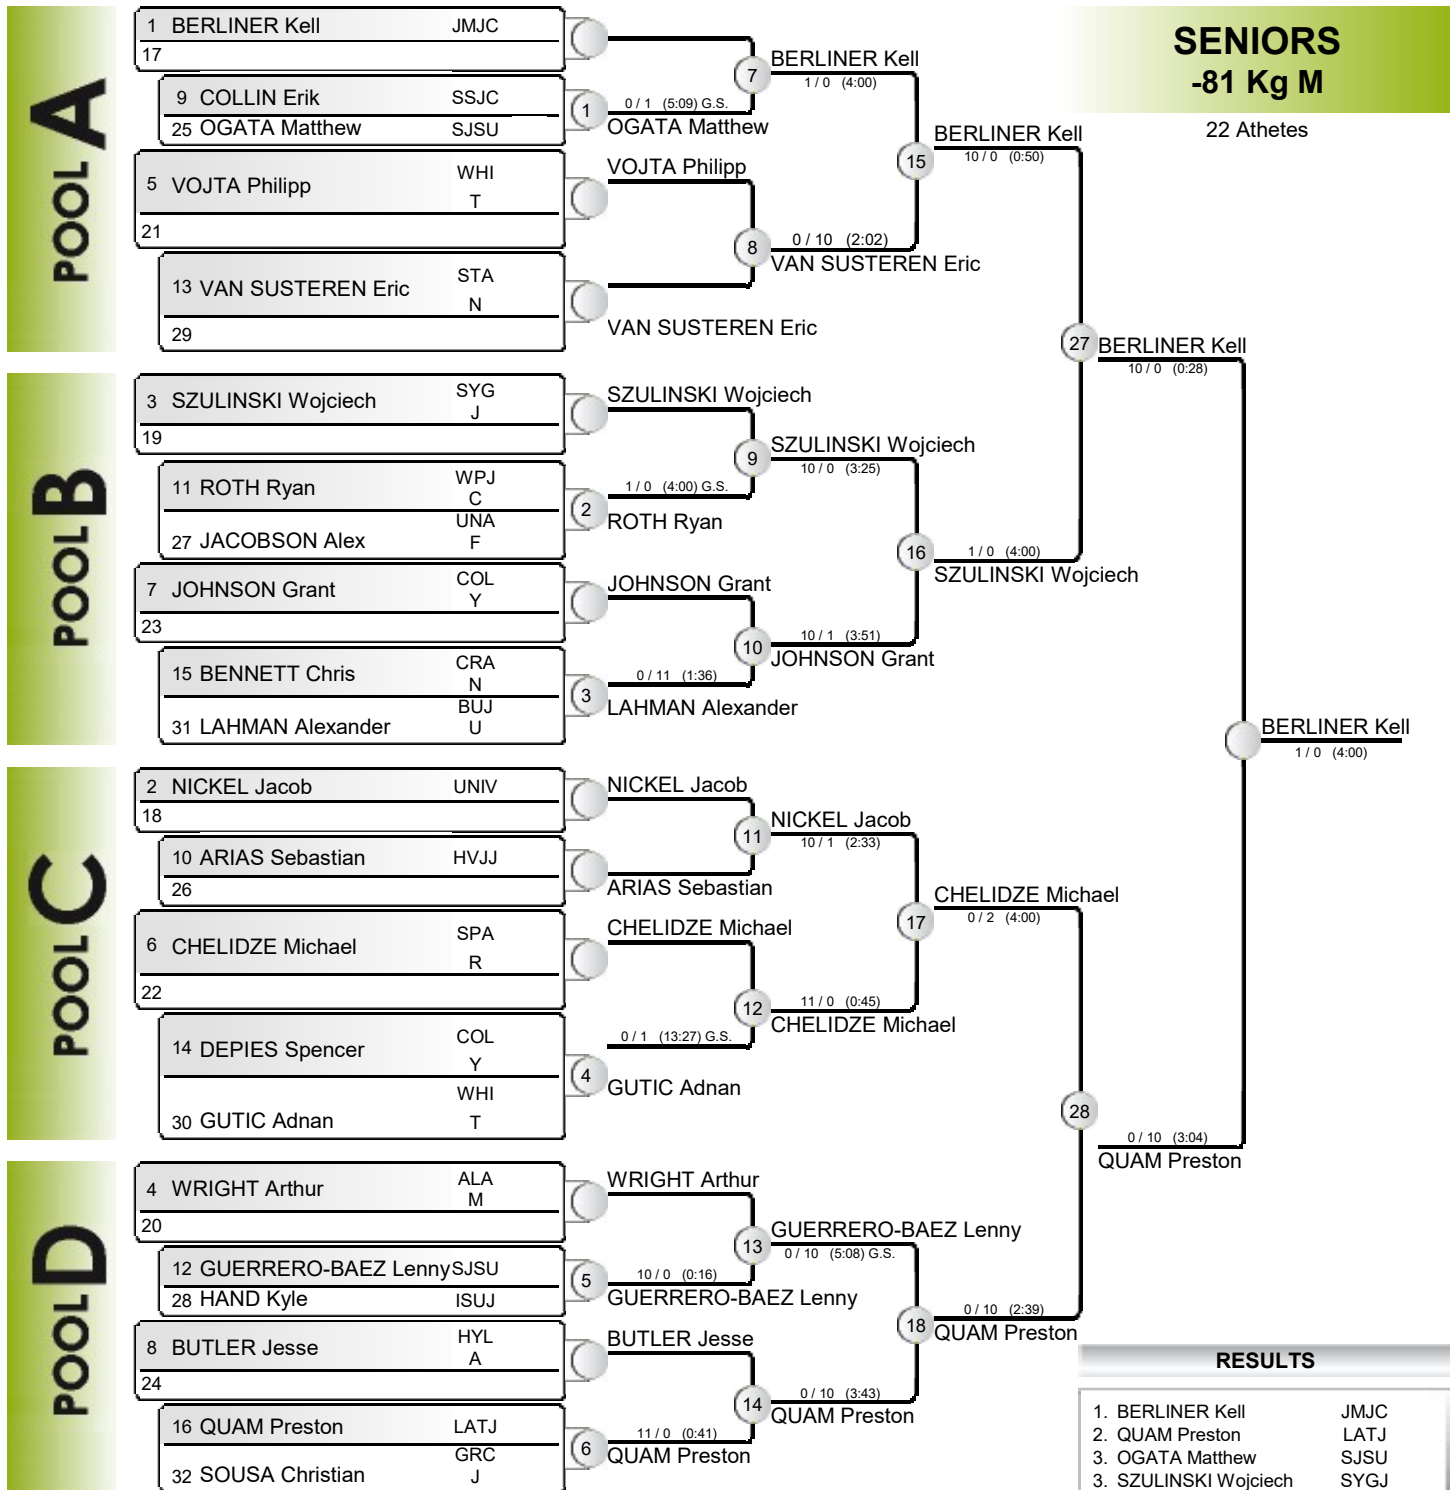 SENIORS
-81 Kg M
22 Athetes
POOL A
1 BERLINER Kell JMJC
17
9 COLLIN Erik SSJC
25 OGATA Matthew SJSU
5 VOJTA Philipp WHI
T
21
13 VAN SUSTEREN Eric STA
N
29
1
0 / 1 (5:09) G.S.
OGATA Matthew
VOJTA Philipp
VAN SUSTEREN Eric
7
BERLINER Kell
1 / 0 (4:00)
8
0 / 10 (2:02)
VAN SUSTEREN Eric
15
BERLINER Kell
10 / 0 (0:50)
POOL B
3 SZULINSKI Wojciech SYG
J
19
11 ROTH Ryan WPJ
C
27 JACOBSON Alex UNA
F
7 JOHNSON Grant COL
Y
23
15 BENNETT Chris CRA
N
31 LAHMAN Alexander BUJ
U
SZULINSKI Wojciech
2
1 / 0 (4:00) G.S.
ROTH Ryan
JOHNSON Grant
3
0 / 11 (1:36)
LAHMAN Alexander
9
SZULINSKI Wojciech
10 / 0 (3:25)
10
10 / 1 (3:51)
JOHNSON Grant
16
1 / 0 (4:00)
SZULINSKI Wojciech
27
BERLINER Kell
10 / 0 (0:28)
BERLINER Kell
1 / 0 (4:00)
POOL C
2 NICKEL Jacob UNIV
18
10 ARIAS Sebastian HVJJ
26
6 CHELIDZE Michael SPA
R
22
14 DEPIES Spencer COL
Y
30 GUTIC Adnan WHI
T
NICKEL Jacob
ARIAS Sebastian
CHELIDZE Michael
4
0 / 1 (13:27) G.S.
GUTIC Adnan
11
NICKEL Jacob
10 / 1 (2:33)
12
11 / 0 (0:45)
CHELIDZE Michael
17
CHELIDZE Michael
0 / 2 (4:00)
28
0 / 10 (3:04)
QUAM Preston
POOL D
4 WRIGHT Arthur ALA
M
20
12 GUERRERO-BAEZ Lenny SJSU
28 HAND Kyle ISUJ
8 BUTLER Jesse HYL
A
24
16 QUAM Preston LATJ
32 SOUSA Christian GRC
J
WRIGHT Arthur
5
10 / 0 (0:16)
GUERRERO-BAEZ Lenny
BUTLER Jesse
6
11 / 0 (0:41)
QUAM Preston
13
GUERRERO-BAEZ Lenny
0 / 10 (5:08) G.S.
14
0 / 10 (3:43)
QUAM Preston
18
0 / 10 (2:39)
QUAM Preston
RESULTS
1. BERLINER Kell JMJC
2. QUAM Preston LATJ
3. OGATA Matthew SJSU
3. SZULINSKI Wojciech SYGJ